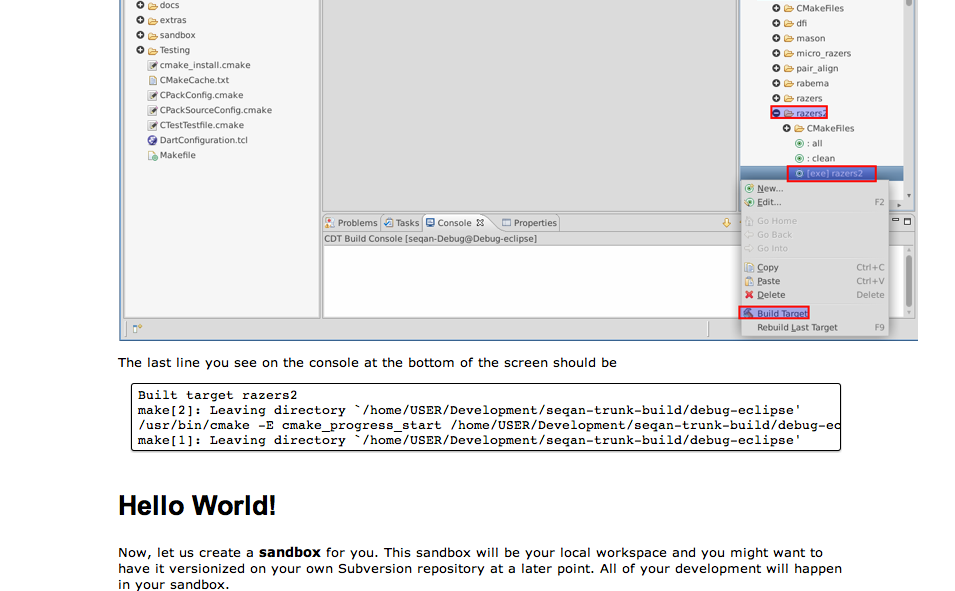 docs
extras
sandbox
Testing
cmake_install.cmake
CMakeCache.txt
CPackConfig.cmake
CPackSourceConfig.cmake
CTestTestfile.cmake
DartConfiguration.tcl
Makefile
CMakeFiles
dfi
mason
micro_razers
pair_align
rabema
razers
razers2
CMakeFiles
: all
: clean
[exe] razers2
New...
Edit... F2
Go Home
Go Back
Go Into
Copy Ctrl+C
Paste Ctrl+V
Delete Delete
Build Target
Rebuild Last Target F9
Problems Tasks Console Properties
CDT Build Console [seqan-Debug@Debug-eclipse]
The last line you see on the console at the bottom of the screen should be
Built target razers2
make[2]: Leaving directory `/home/USER/Development/seqan-trunk-build/debug-eclipse'
/usr/bin/cmake -E cmake_progress_start /home/USER/Development/seqan-trunk-build/debug-ec
make[1]: Leaving directory `/home/USER/Development/seqan-trunk-build/debug-eclipse'
Hello World!
Now, let us create a sandbox for you. This sandbox will be your local workspace and you might want to
have it versionized on your own Subversion repository at a later point. All of your development will happen
in your sandbox.